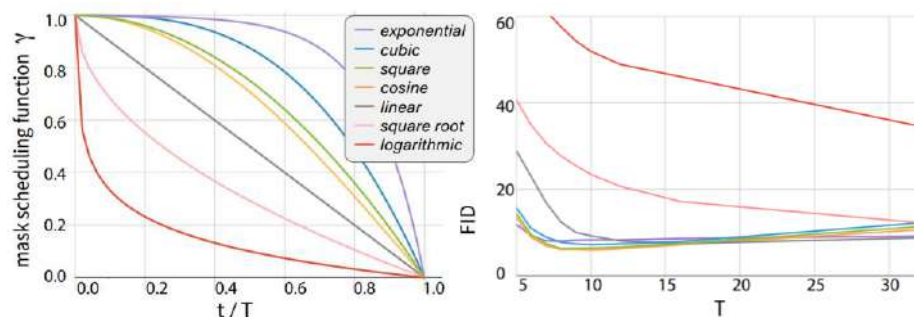 mask scheduling function γ
1.0
0.8
0.6
0.4
0.2
0.0
0.0 0.2 0.4 0.6 0.8 1.0
t / T
exponential
cubic
square
cosine
linear
square root
logarithmic
FID
60
40
20
0
5 10 15 20 25 30
T